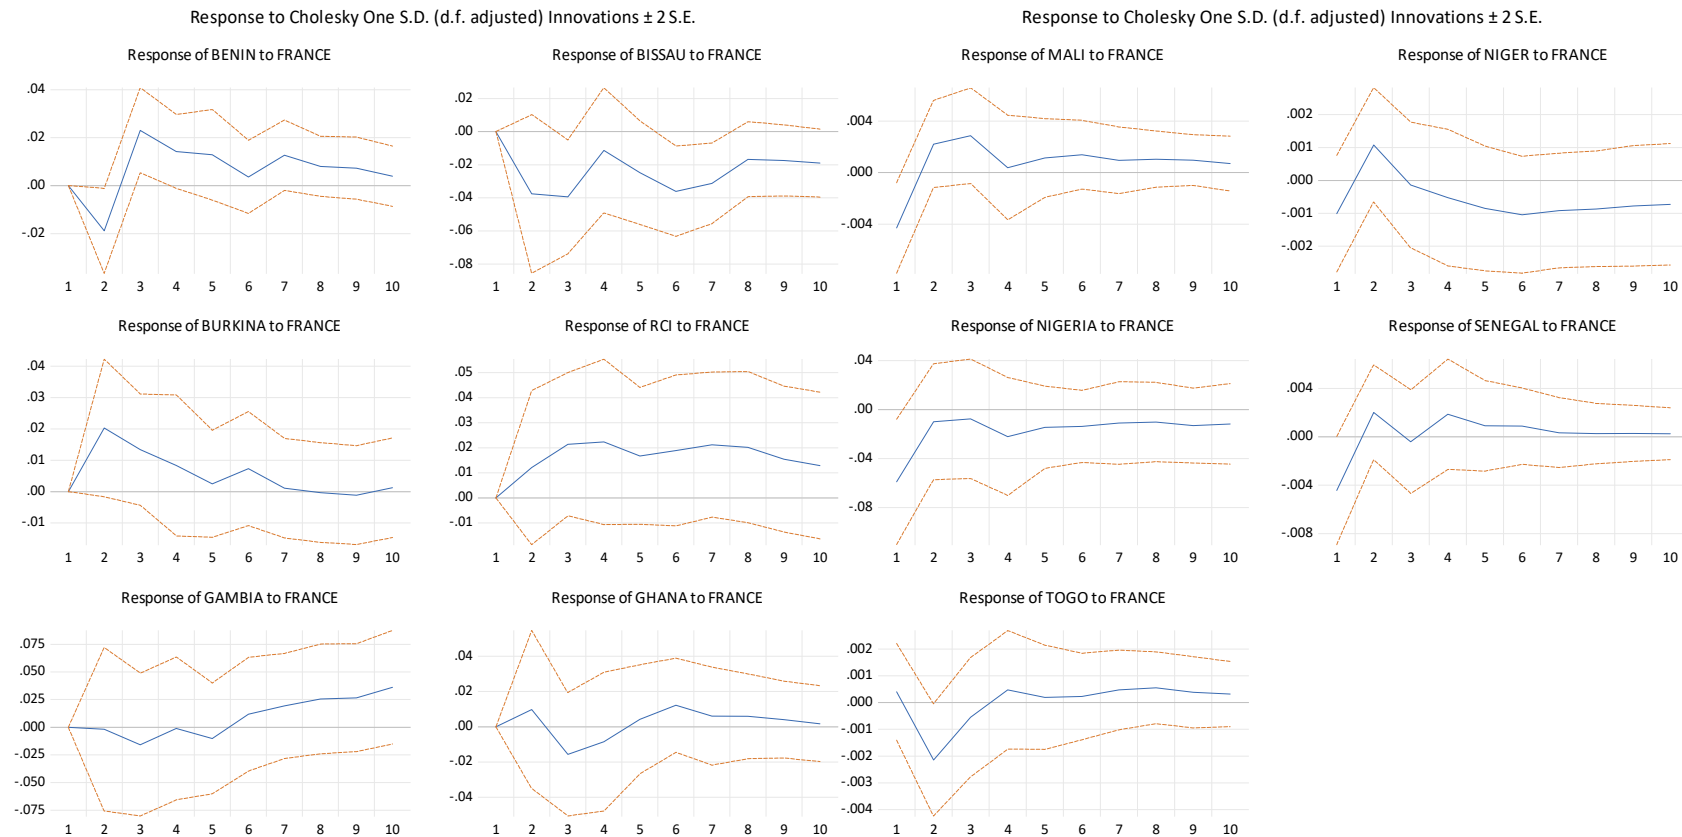 Response to Cholesky One S.D. (d.f. adjusted) Innovations ± 2 S.E.
Response to Cholesky One S.D. (d.f. adjusted) Innovations ± 2 S.E.
Response of BENIN to FRANCE
.04
.02
.00
-.02
1 2 3 4 5 6 7 8 9 10
Response of BISSAU to FRANCE
.02
.00
-.02
-.04
-.06
-.08
1 2 3 4 5 6 7 8 9 10
Response of MALI to FRANCE
.004
.000
-.004
1 2 3 4 5 6 7 8 9 10
Response of NIGER to FRANCE
.002
.001
.000
-.001
-.002
1 2 3 4 5 6 7 8 9 10
Response of BURKINA to FRANCE
.04
.03
.02
.01
.00
-.01
1 2 3 4 5 6 7 8 9 10
Response of RCI to FRANCE
.05
.04
.03
.02
.01
.00
-.01
1 2 3 4 5 6 7 8 9 10
Response of NIGERIA to FRANCE
.04
.00
-.04
-.08
1 2 3 4 5 6 7 8 9 10
Response of SENEGAL to FRANCE
.004
.000
-.004
-.008
1 2 3 4 5 6 7 8 9 10
Response of GAMBIA to FRANCE
.075
.050
.025
.000
-.025
-.050
-.075
1 2 3 4 5 6 7 8 9 10
Response of GHANA to FRANCE
.04
.02
.00
-.02
-.04
1 2 3 4 5 6 7 8 9 10
Response of TOGO to FRANCE
.002
.001
.000
-.001
-.002
-.003
-.004
1 2 3 4 5 6 7 8 9 10